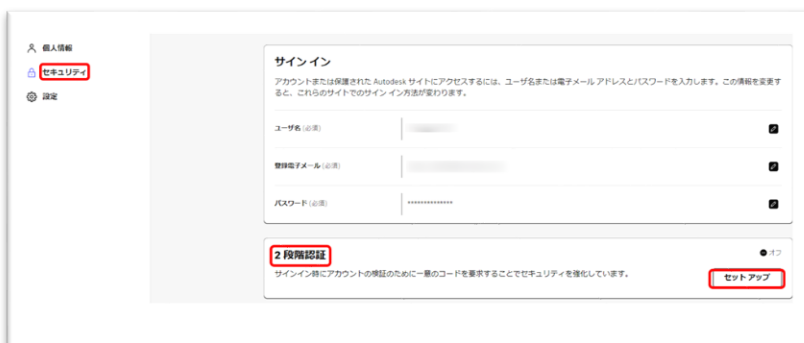 個人情報
セキュリティ
設定
サイン イン
アカウントまたは保護された Autodesk サイトにアクセスするには、ユーザ名または電子メール アドレスとパスワードを入力します。この情報を変更す
ると、これらのサイトでのサイン イン方法が変わります。
ユーザ名 (必須)
登録電子メール (必須)
パスワード (必須)
**************
2 段階認証
オフ
サインイン時にアカウントの検証のために一意のコードを要求することでセキュリティを強化しています。
セット アップ